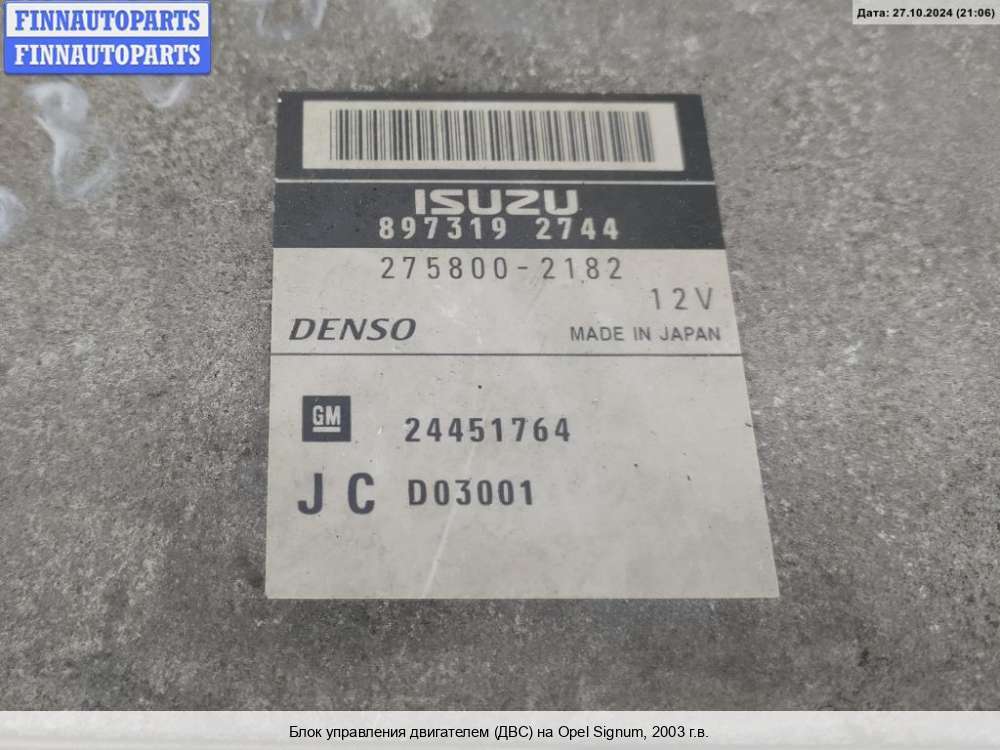 FINNAUTOPARTS
FINNAUTOPARTS
Дата: 27.10.2024 (21:06)
ISUZU
897319 2744
275800-2182
12V
DENSO MADE IN JAPAN
GM 24451764
JC D03001
Блок управления двигателем (ДВС) на Opel Signum, 2003 г.в.